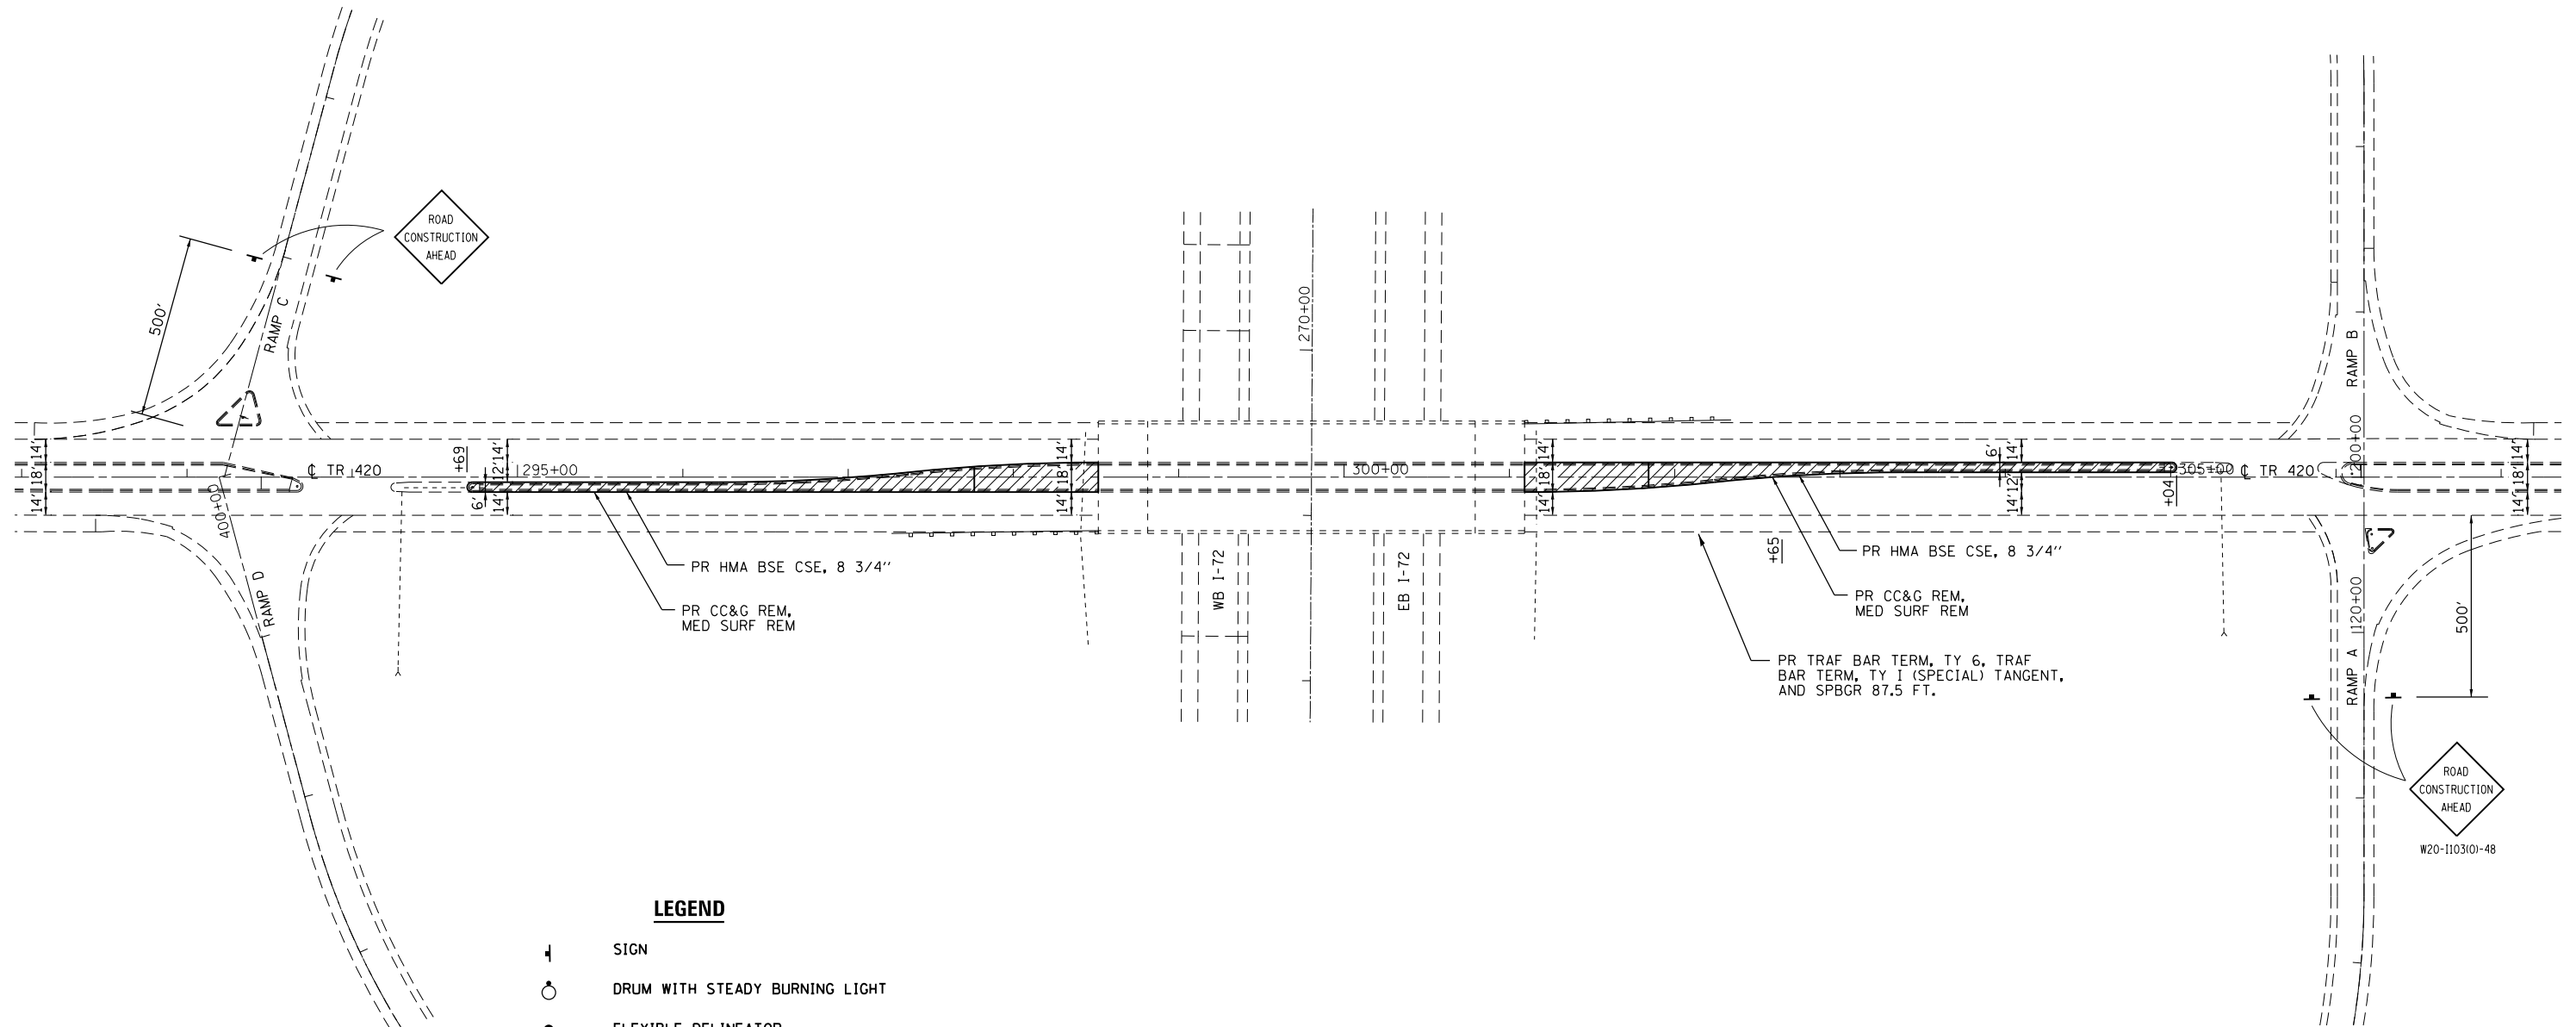 ROAD
CONSTRUCTION
AHEAD
500'
RAMP C
270+00
RAMP B
14' 18' 14'
℄ TR 420
+69
6'
14' 12' 14'
295+00
14' 18' 14'
300+00
14' 18' 14'
6'
14' 12' 14'
305+00
+04
℄ TR 420
200+00
14' 18' 14'
400+00
RAMP D
PR HMA BSE CSE, 8 3/4"
PR CC&G REM,
MED SURF REM
WB I-72
EB I-72
+65
PR HMA BSE CSE, 8 3/4"
PR CC&G REM,
MED SURF REM
PR TRAF BAR TERM, TY 6, TRAF
BAR TERM, TY I (SPECIAL) TANGENT,
AND SPBGR 87.5 FT.
120+00
RAMP A
500'
ROAD
CONSTRUCTION
AHEAD
W20-I103(0)-48
LEGEND
SIGN
DRUM WITH STEADY BURNING LIGHT
FLEXIBLE DELINEATOR